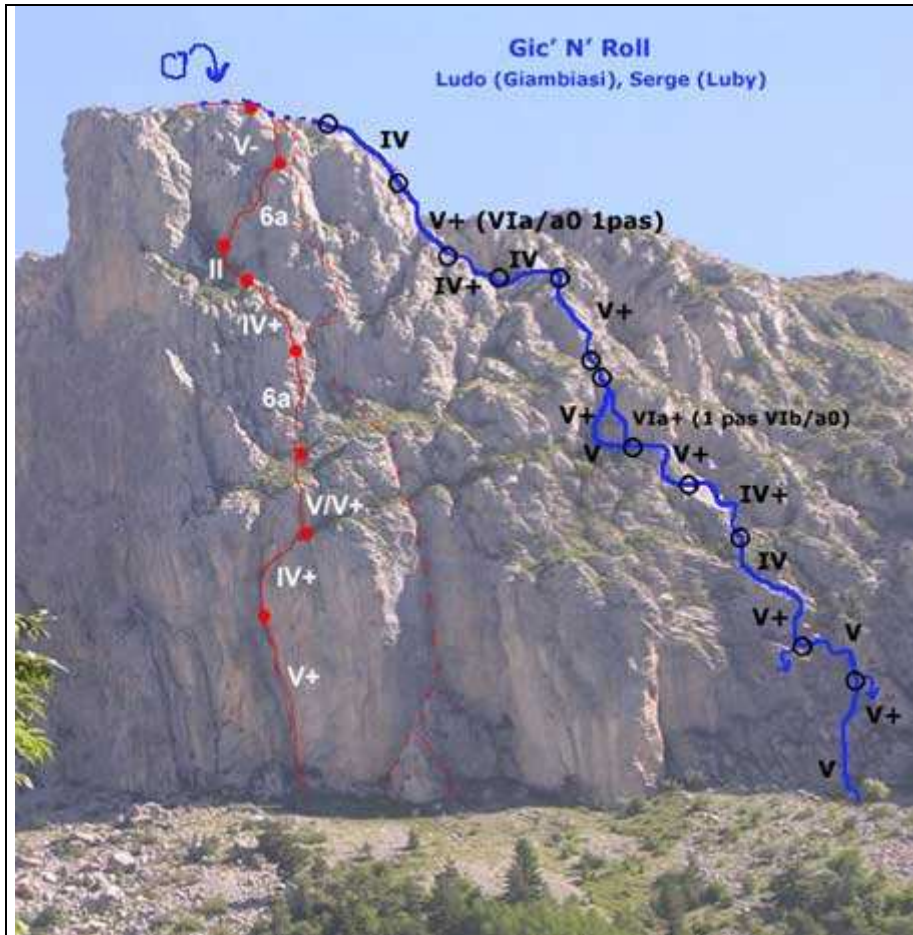 Gic' N' Roll
Ludo (Giambiasi), Serge (Luby)
V-
IV
6a
V+ (VIa/a0 1pas)
II
IV+
IV
IV+
V+
6a
V+
VIa+ (1 pas VIb/a0)
V
V+
V/V+
IV+
IV+
IV
V+
V
V+
V+
V